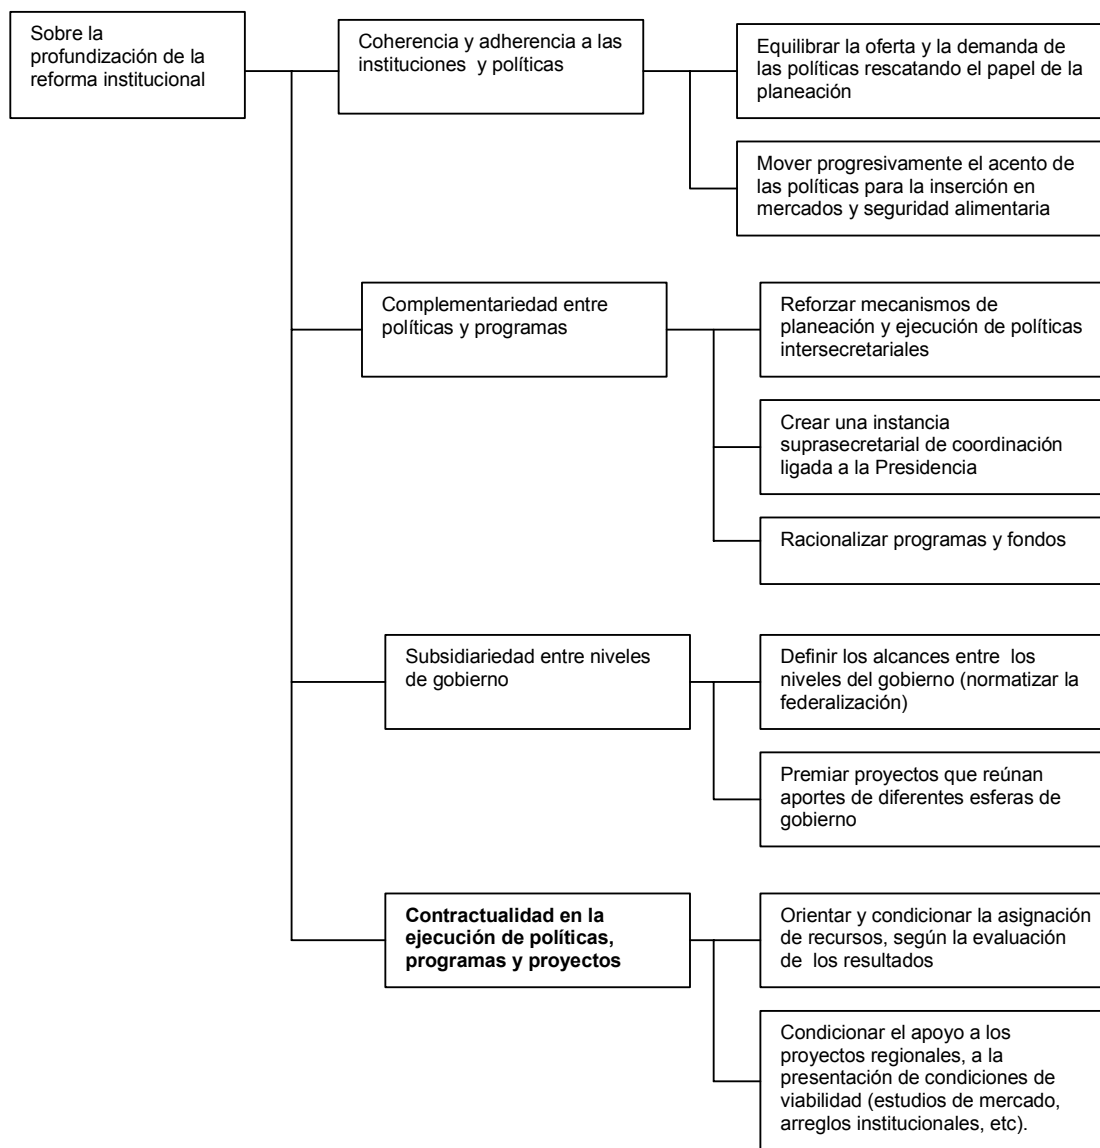 Sobre la
profundización de la
reforma institucional
Coherencia y adherencia a las
instituciones y políticas
Equilibrar la oferta y la demanda de
las políticas rescatando el papel de la
planeación
Mover progresivamente el acento de
las políticas para la inserción en
mercados y seguridad alimentaria
Complementariedad entre
políticas y programas
Reforzar mecanismos de
planeación y ejecución de políticas
intersecretariales
Crear una instancia
suprasecretarial de coordinación
ligada a la Presidencia
Racionalizar programas y fondos
Subsidiariedad entre niveles
de gobierno
Definir los alcances entre los
niveles del gobierno (normatizar la
federalización)
Premiar proyectos que reúnan
aportes de diferentes esferas de
gobierno
Contractualidad en la
ejecución de políticas,
programas y proyectos
Orientar y condicionar la asignación
de recursos, según la evaluación
de los resultados
Condicionar el apoyo a los
proyectos regionales, a la
presentación de condiciones de
viabilidad (estudios de mercado,
arreglos institucionales, etc).